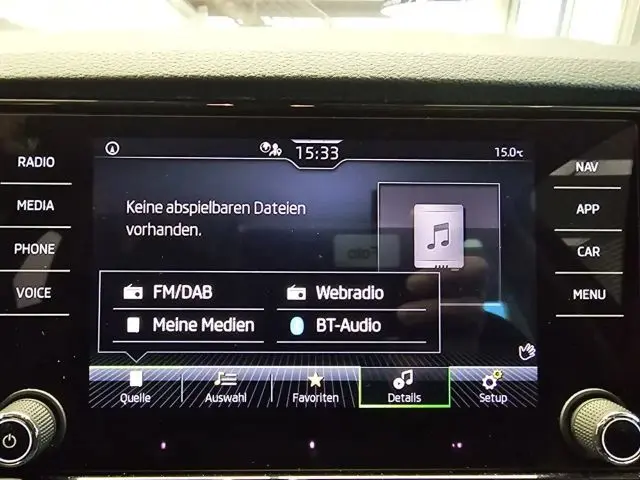 RADIO
MEDIA
PHONE
VOICE
15:33
15.0°C
Keine abspielbaren Dateien
vorhanden.
FM/DAB
Webradio
Meine Medien
BT-Audio
Quelle
Auswahl
Favoriten
Details
Setup
NAV
APP
CAR
MENU